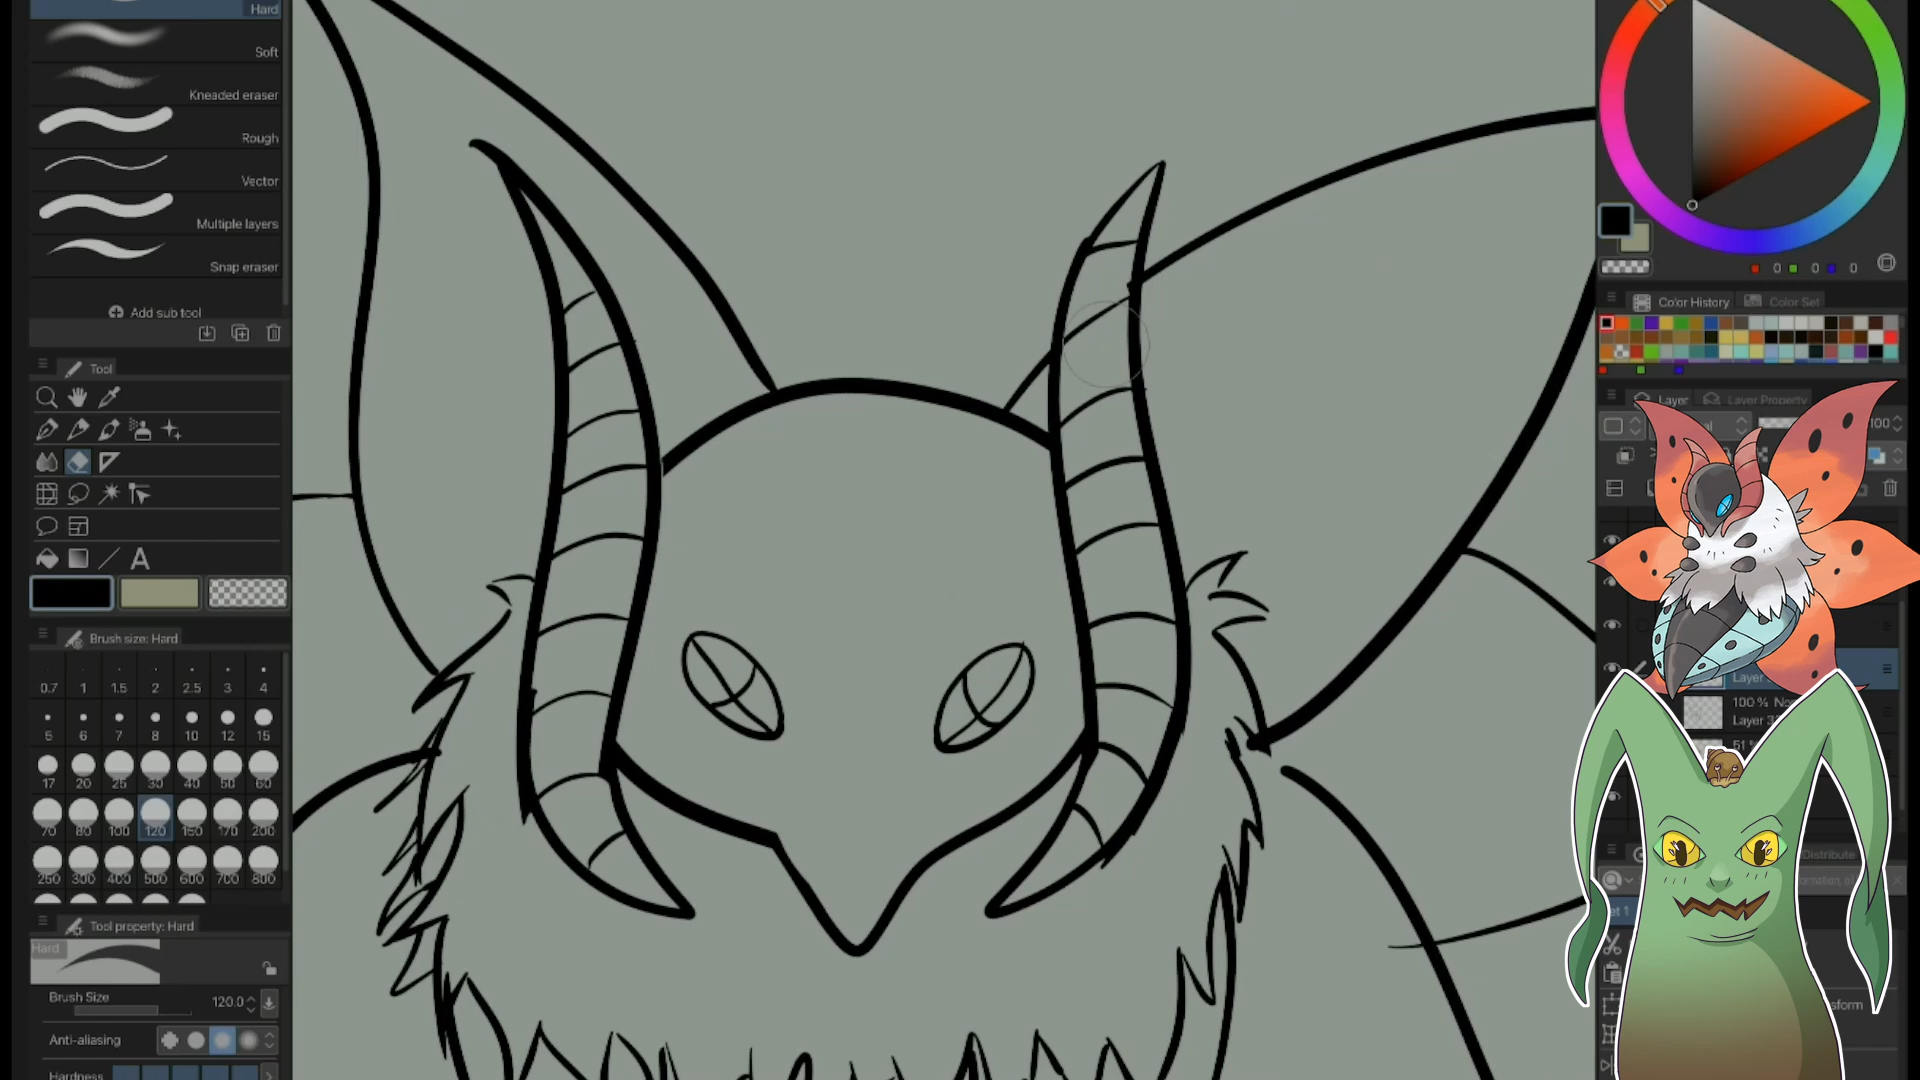 Hard
Soft
Kneaded eraser
Rough
Vector
Multiple layers
Snap eraser
Add sub tool
Tool
A
Brush size: Hard
0.7 1 1.5 2 2.5 3 4
5 6 7 8 10 12 15
17 20 25 30 40 50 60
70 80 100 120 150 170 200
250 300 400 500 600 700 800
Tool property: Hard
Hard
Brush Size 120.0
Anti-aliasing
Hardness
0 0 0
Color History Color Set
Layer Layer Property
100
Layer
100 %
Layer 3
Distribute